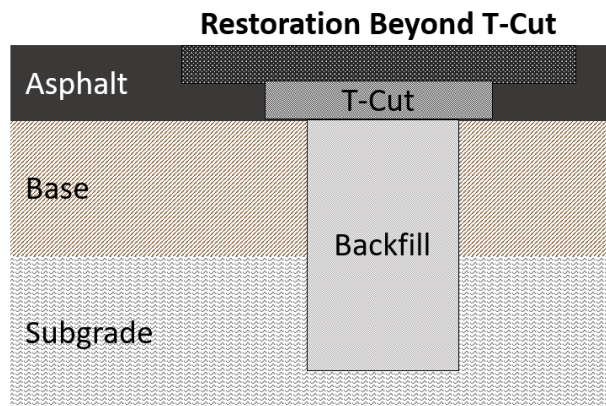 Restoration Beyond T-Cut
Asphalt
T-Cut
Base
Backfill
Subgrade